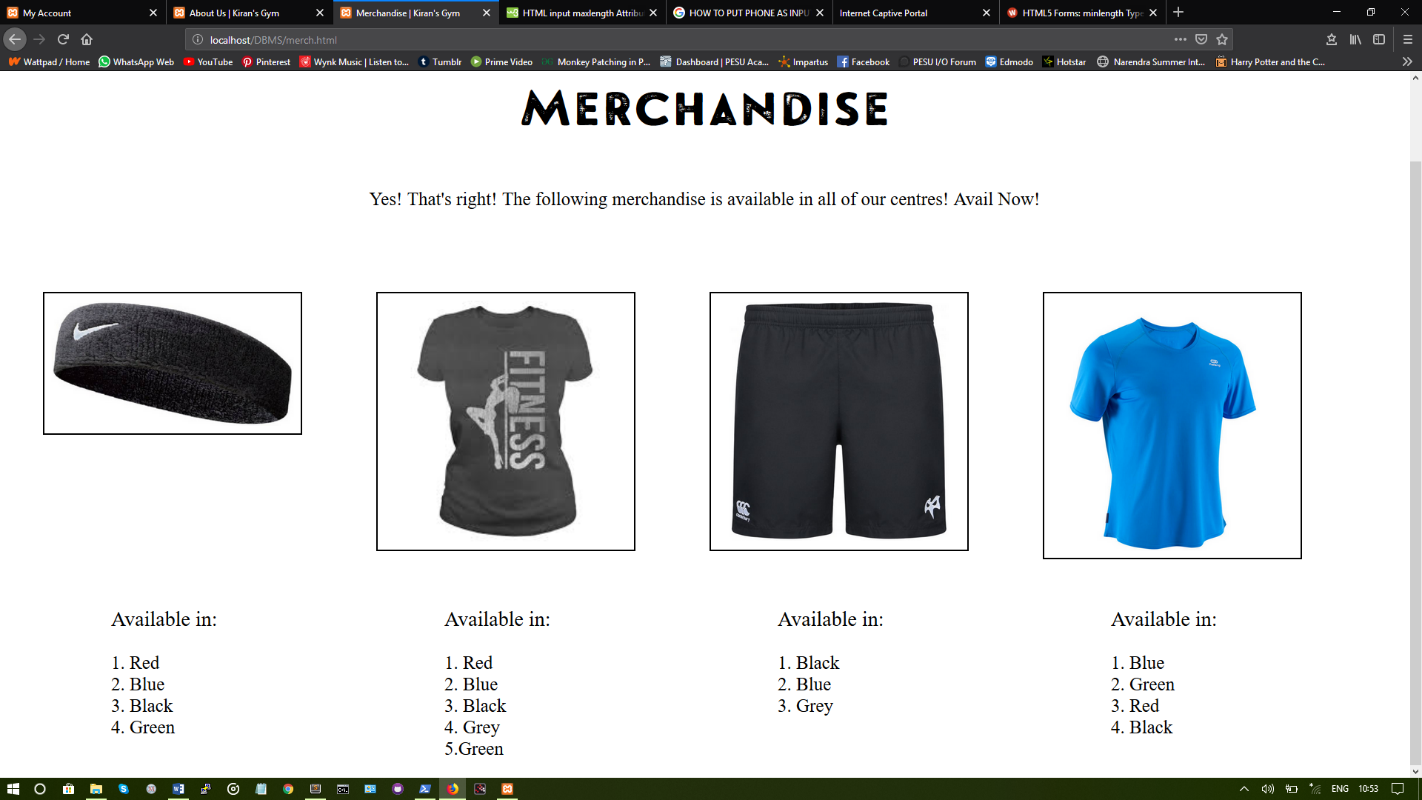 My Account
About Us | Kiran's Gym
Merchandise | Kiran's Gym
HTML input maxlength Attribu
HOW TO PUT PHONE AS INPU
Internet Captive Portal
HTML5 Forms: minlength Type
localhost/DBMS/merch.html
Wattpad / Home
WhatsApp Web
YouTube
Pinterest
Wynk Music | Listen to...
Tumblr
Prime Video
Monkey Patching in P...
Dashboard | PESU Aca...
Impartus
Facebook
PESU I/O Forum
Edmodo
Hotstar
Narendra Summer Int...
Harry Potter and the C...
Merchandise
Yes! That's right! The following merchandise is available in all of our centres! Avail Now!
FITNESS
Available in:
1. Red
2. Blue
3. Black
4. Green
Available in:
1. Red
2. Blue
3. Black
4. Grey
5.Green
Available in:
1. Black
2. Blue
3. Grey
Available in:
1. Blue
2. Green
3. Red
4. Black
ENG
10:53